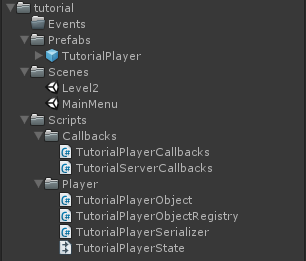 tutorial
Events
Prefabs
TutorialPlayer
Scenes
Level2
MainMenu
Scripts
Callbacks
TutorialPlayerCallbacks
TutorialServerCallbacks
Player
TutorialPlayerObject
TutorialPlayerObjectRegistry
TutorialPlayerSerializer
TutorialPlayerState